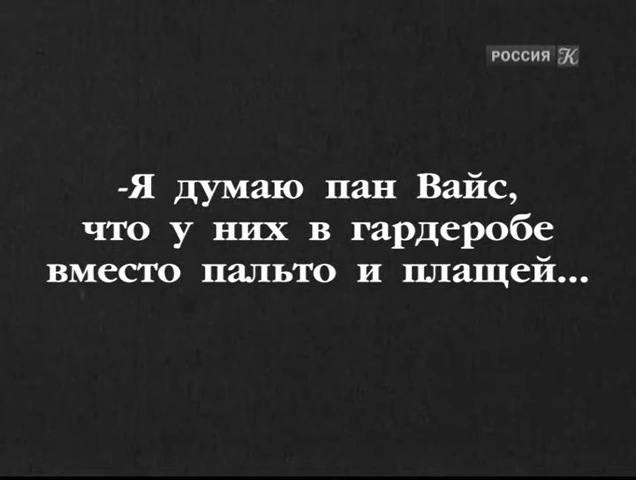 РОССИЯ К
-Я думаю пан Вайс,
что у них в гардеробе
вместо пальто и плащей...